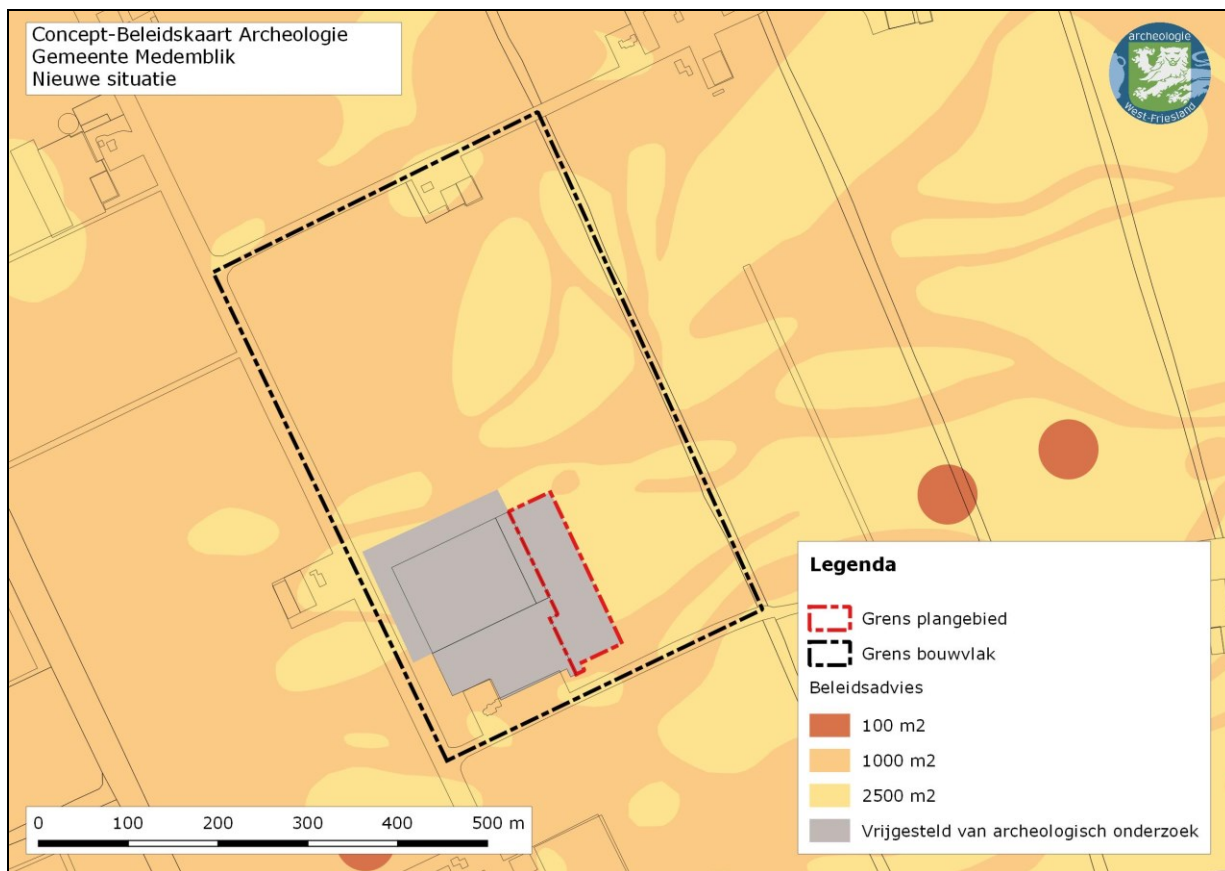 Concept-Beleidskaart Archeologie
Gemeente Medemblik
Nieuwe situatie
archeologie
West-Friesland
Legenda
Grens plangebied
Grens bouwvlak
Beleidsadvies
100 m2
1000 m2
2500 m2
Vrijgesteld van archeologisch onderzoek
0 100 200 300 400 500 m